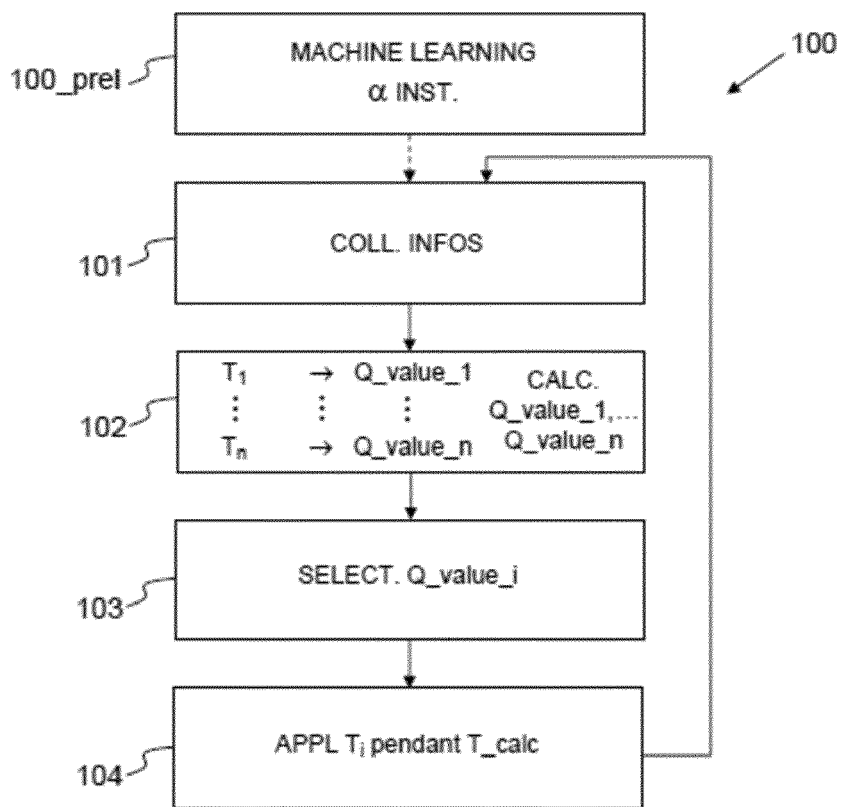 100
100_prel
MACHINE LEARNING
α INST.
101
COLL. INFOS
102
T₁ → Q_value_1
⋮ ⋮ ⋮
Tₙ → Q_value_n
CALC.
Q_value_1,...
Q_value_n
103
SELECT. Q_value_i
104
APPL Tᵢ pendant T_calc